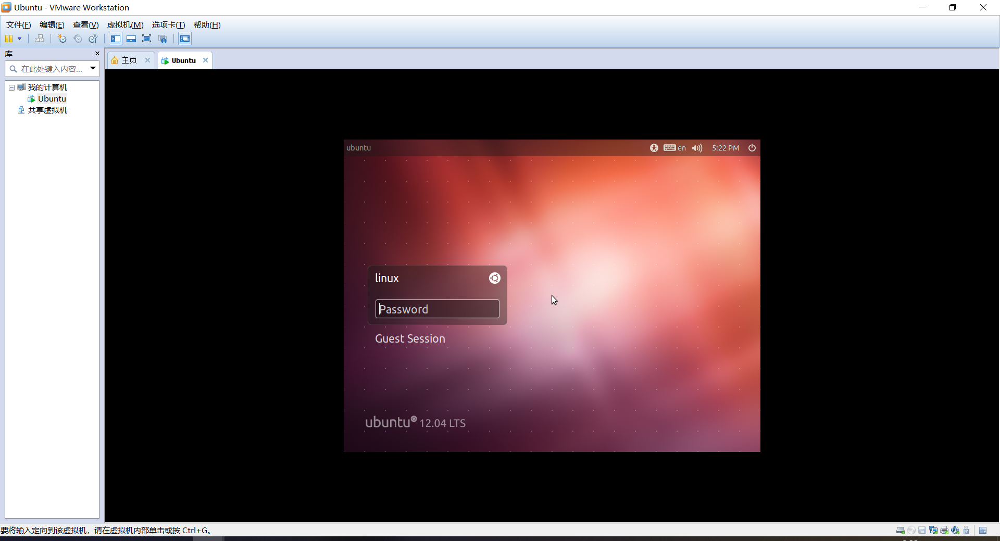 Ubuntu - VMware Workstation
文件(F) 编辑(E) 查看(V) 虚拟机(M) 选项卡(T) 帮助(H)
库
主页
Ubuntu
在此处键入内容...
我的计算机
Ubuntu
共享虚拟机
ubuntu
en
5:22 PM
linux
Password
Guest Session
ubuntu 12.04 LTS
要将输入定向到该虚拟机，请在虚拟机内部单击或按 Ctrl+G。